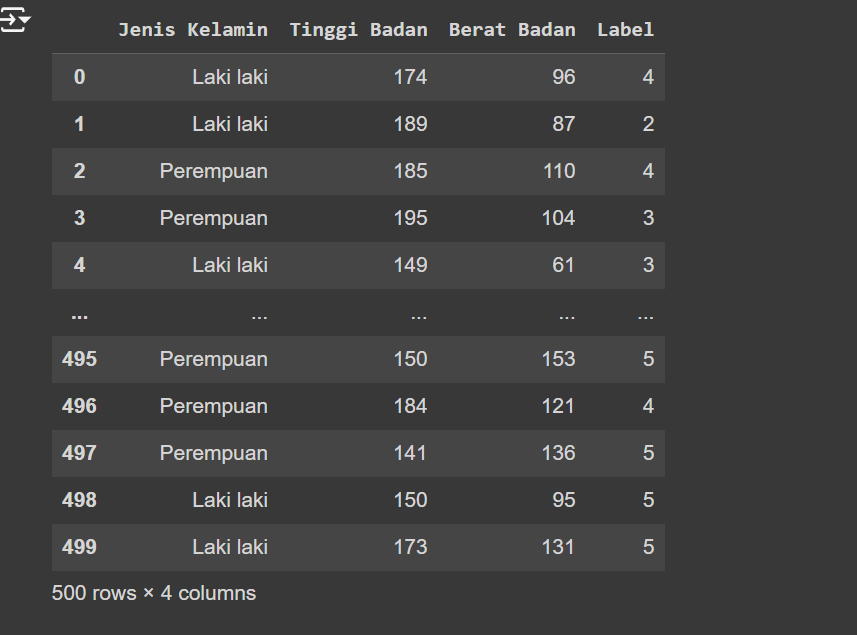 Jenis Kelamin Tinggi Badan Berat Badan Label
0 Laki laki 174 96 4
1 Laki laki 189 87 2
2 Perempuan 185 110 4
3 Perempuan 195 104 3
4 Laki laki 149 61 3
... ... ... ... ...
495 Perempuan 150 153 5
496 Perempuan 184 121 4
497 Perempuan 141 136 5
498 Laki laki 150 95 5
499 Laki laki 173 131 5
500 rows × 4 columns